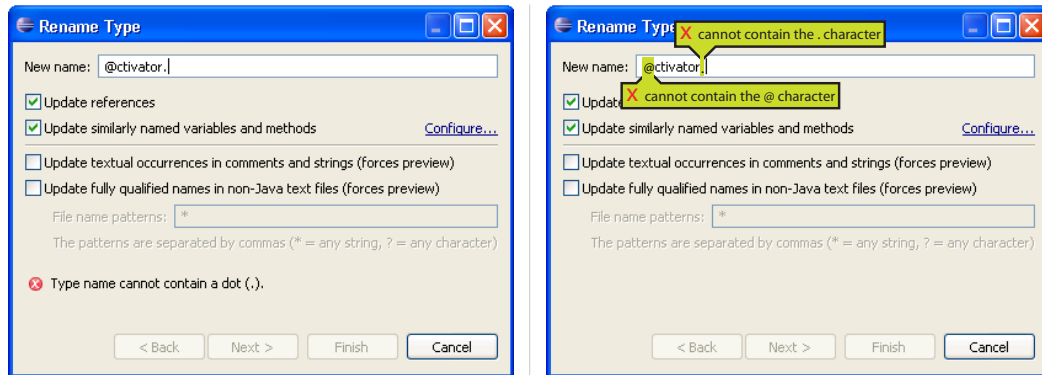 Rename Type
New name: @ctivator.
Update references
Update similarly named variables and methods Configure...
Update textual occurrences in comments and strings (forces preview)
Update fully qualified names in non-Java text files (forces preview)
File name patterns: *
The patterns are separated by commas (* = any string, ? = any character)
Type name cannot contain a dot (.).
< Back Next > Finish Cancel
Rename Type
X cannot contain the . character
New name: @ctivator.
X cannot contain the @ character
Update similarly named variables and methods Configure...
Update textual occurrences in comments and strings (forces preview)
Update fully qualified names in non-Java text files (forces preview)
File name patterns: *
The patterns are separated by commas (* = any string, ? = any character)
< Back Next > Finish Cancel